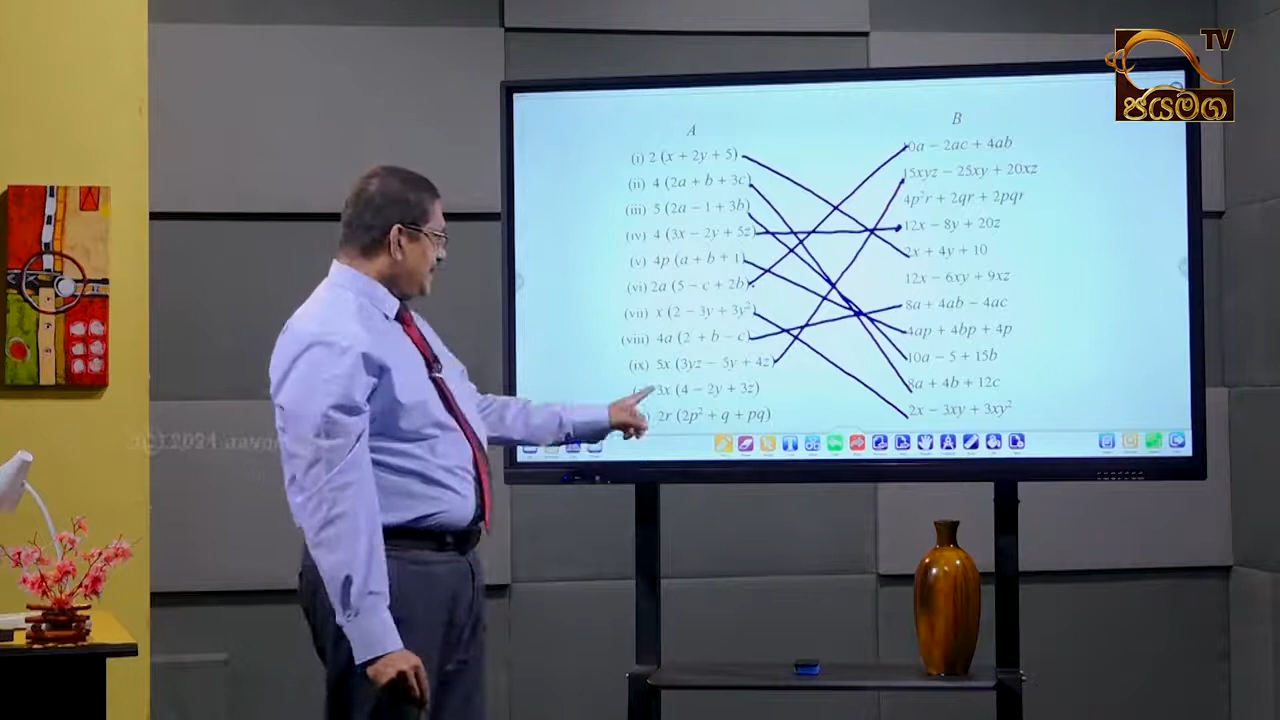 TV
ජයමග
A
B
(i) 2 (x + 2y + 5)
(ii) 4 (2a + b + 3c)
(iii) 5 (2a − 1 + 3b)
(iv) 4 (3x − 2y + 5z)
(v) 4p (a + b + 1)
(vi) 2a (5 − c + 2b)
(vii) x (2 − 3y + 3y²)
(viii) 4a (2 + b − c)
(ix) 5x (3yz − 5y + 4z)
3x (4 − 2y + 3z)
2r (2p² + q + pq)
10a − 2ac + 4ab
15xyz − 25xy + 20xz
4p²r + 2qr + 2pqr
12x − 8y + 20z
2x + 4y + 10
12x − 6xy + 9xz
8a + 4ab − 4ac
4ap + 4bp + 4p
10a − 5 + 15b
8a + 4b + 12c
2x − 3xy + 3xy²
2024